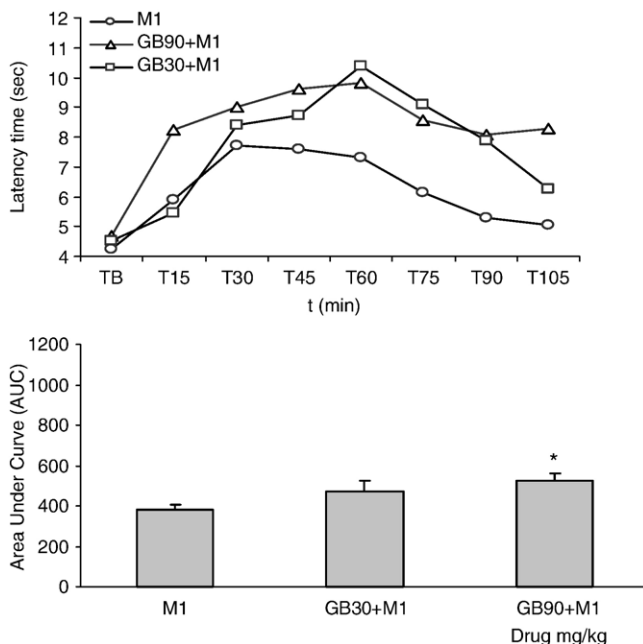 12
11
10
9
8
7
6
5
4
Latency time (sec)
M1
GB90+M1
GB30+M1
TB T15 T30 T45 T60 T75 T90 T105
t (min)
1200
1000
800
600
400
200
0
Area Under Curve (AUC)
*
M1 GB30+M1 GB90+M1
Drug mg/kg